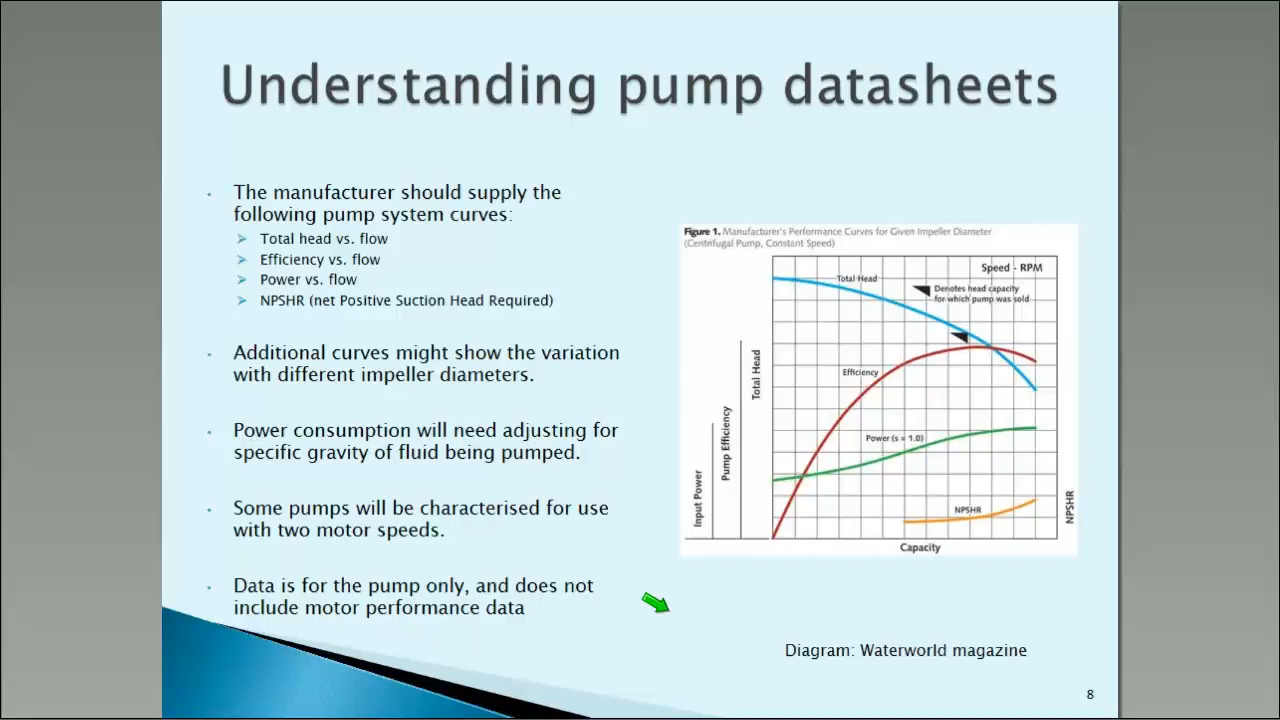 Understanding pump datasheets
The manufacturer should supply the
following pump system curves:
Total head vs. flow
Efficiency vs. flow
Power vs. flow
NPSHR (net Positive Suction Head Required)
Additional curves might show the variation
with different impeller diameters.
Power consumption will need adjusting for
specific gravity of fluid being pumped.
Some pumps will be characterised for use
with two motor speeds.
Data is for the pump only, and does not
include motor performance data
Figure 1. Manufacturer's Performance Curves for Given Impeller Diameter
(Centrifugal Pump, Constant Speed)
Speed - RPM
Total Head
Denotes head capacity
for which pump was sold
Efficiency
Power (s = 1.0)
NPSHR
Input Power
Pump Efficiency
Total Head
NPSHR
Capacity
Diagram: Waterworld magazine
8